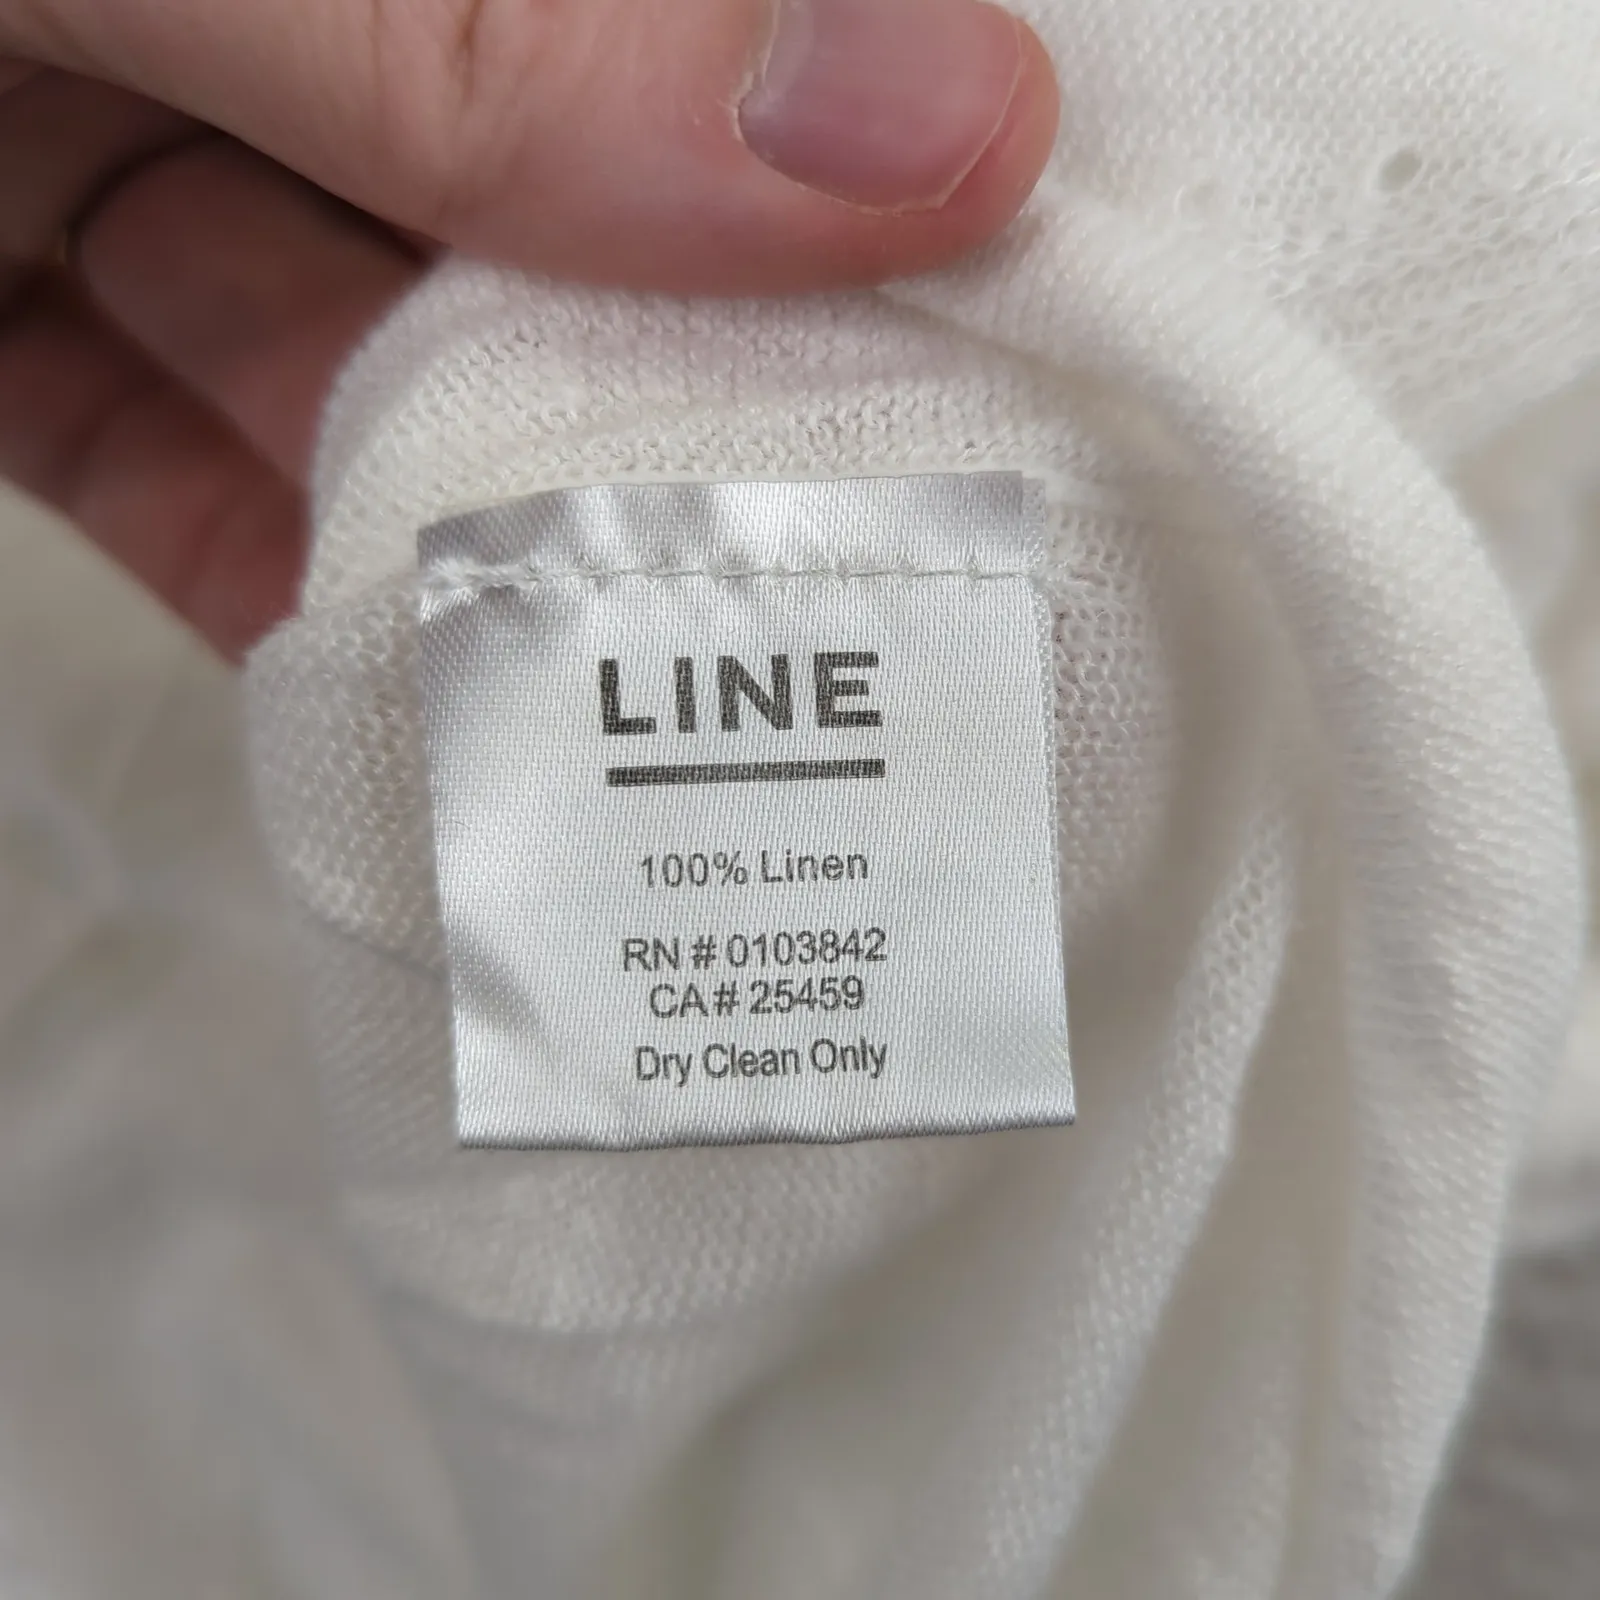 LINE
100% Linen
RN # 0103842
CA# 25459
Dry Clean Only